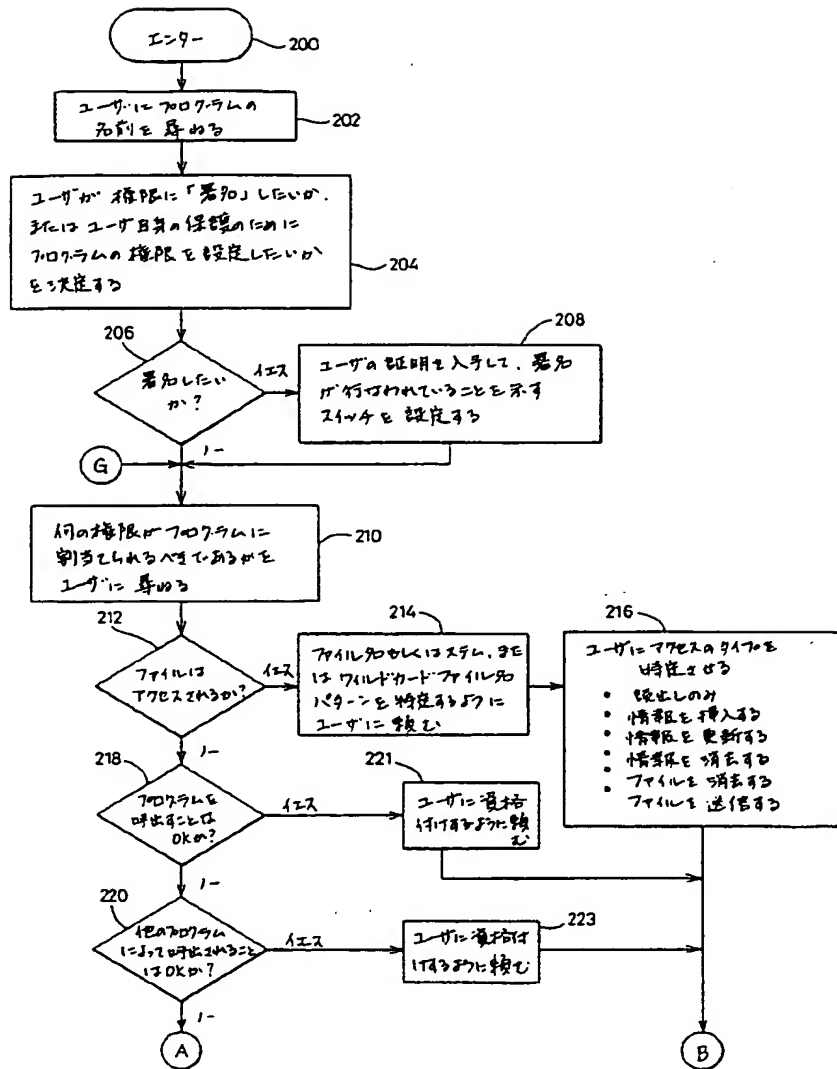 エンター
200
ユーザにプログラムの
名前を尋ねる
202
ユーザが権限に「署名」したいか、
またはユーザ自身の保護のために
プログラムの権限を設定したいか
を決定する
204
206
署名したい
か?
イエス
208
ユーザの証明を入手して、署名
が行なわれていることを示す
スイッチを設定する
ノー
G
何の権限がプログラムに
割当てられるべきであるかを
ユーザに尋ねる
210
212
ファイルは
アクセスされるか?
イエス
214
ファイル名もしくはステム、また
はワイルドカードファイル名
パターンを特定するように
ユーザに頼む
216
ユーザにアクセスのタイプを
特定させる
• 読出しのみ
• 情報を挿入する
• 情報を更新する
• 情報を消去する
• ファイルを消去する
ファイルを送信する
ノー
218
プログラムを
呼出すことは
OKか?
イエス
221
ユーザに資格
付けするように頼
む
ノー
220
他のプログラム
によって呼出されること
はOKか?
イエス
223
ユーザに資格付
けするように頼む
ノー
A
B